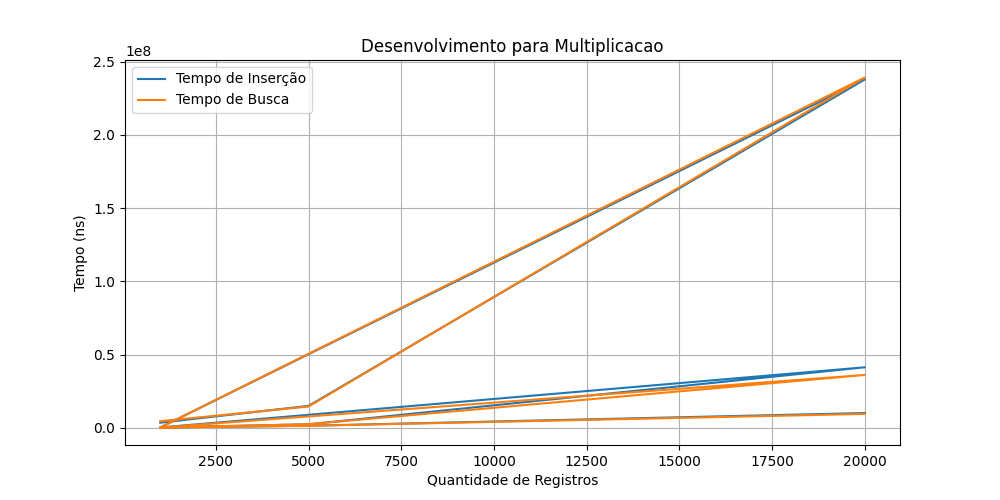 Desenvolvimento para Multiplicacao
1e8
2.5
2.0
1.5
1.0
0.5
0.0
Tempo (ns)
Tempo de Inserção
Tempo de Busca
2500 5000 7500 10000 12500 15000 17500 20000
Quantidade de Registros